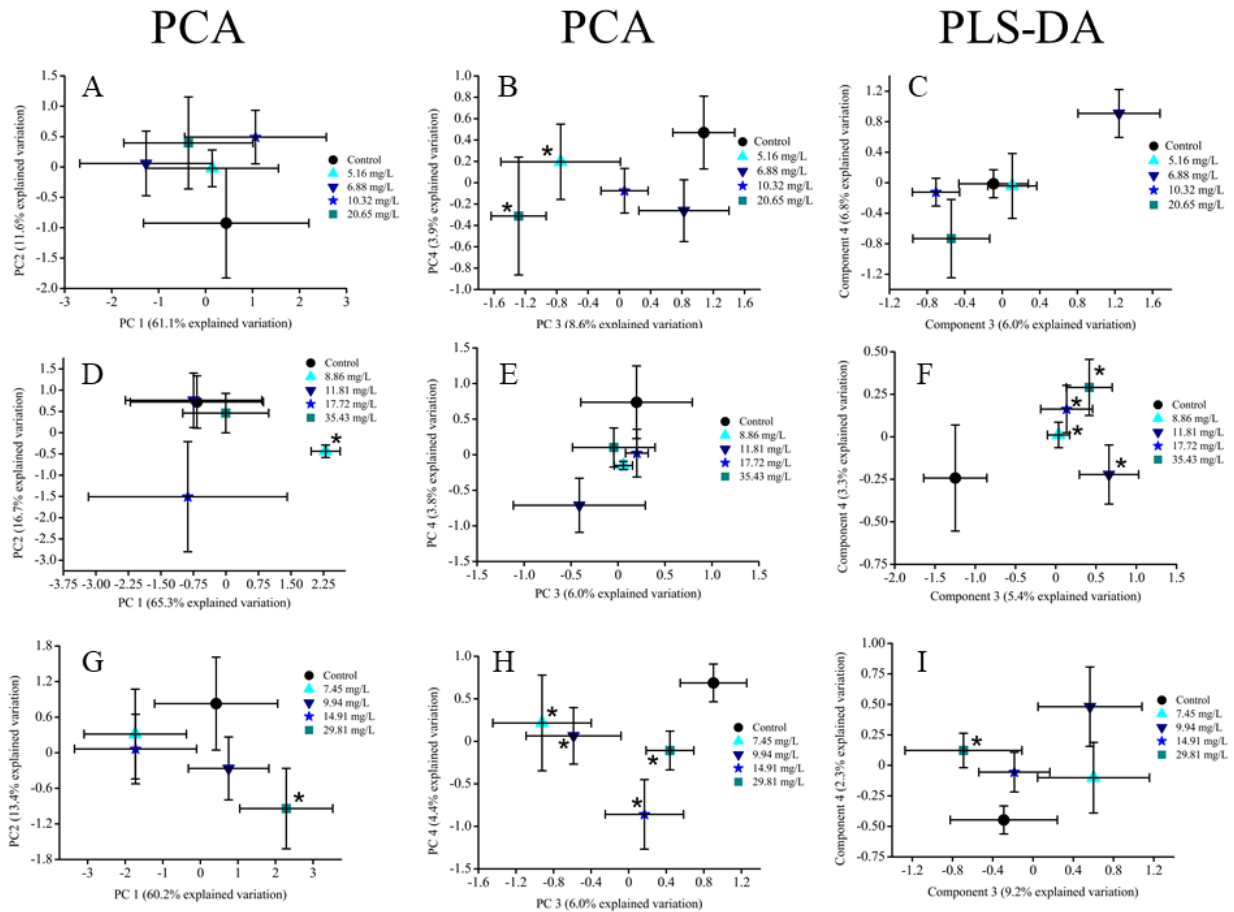 PCA
PCA
PLS-DA
A
PC2 (11.6% explained variation)
1.5
1.0
0.5
0.0
-0.5
-1.0
-1.5
-2.0
-3
-2
-1
0
1
2
3
PC 1 (61.1% explained variation)
Control
5.16 mg/L
6.88 mg/L
10.32 mg/L
20.65 mg/L
B
PC4 (3.9% explained variation)
1.0
0.8
0.6
0.4
0.2
0.0
-0.2
-0.4
-0.6
-0.8
-1.0
-1.6
-1.2
-0.8
-0.4
0
0.4
0.8
1.2
1.6
PC 3 (8.6% explained variation)
*
*
Control
5.16 mg/L
6.88 mg/L
10.32 mg/L
20.65 mg/L
C
Component 4 (6.8% explained variation)
1.2
0.8
0.4
0
-0.4
-0.8
-1.2
-1.2
-0.8
-0.4
0
0.4
0.8
1.2
1.6
Component 3 (6.0% explained variation)
Control
5.16 mg/L
6.88 mg/L
10.32 mg/L
20.65 mg/L
D
PC2 (16.7% explained variation)
1.5
1.0
0.5
0
-0.5
-1.0
-1.5
-2.0
-2.5
-3.0
-3.75
-3.00
-2.25
-1.50
-0.75
0
0.75
1.50
2.25
PC 1 (65.3% explained variation)
*
Control
8.86 mg/L
11.81 mg/L
17.72 mg/L
35.43 mg/L
E
PC 4 (3.8% explained variation)
1.5
1.0
0.5
0
-0.5
-1.0
-1.5
-1.5
-1.0
-0.5
0
0.5
1.0
1.5
PC 3 (6.0% explained variation)
Control
8.86 mg/L
11.81 mg/L
17.72 mg/L
35.43 mg/L
F
Component 4 (3.3% explained variation)
0.50
0.25
0
-0.25
-0.50
-0.75
-2.0
-1.5
-1.0
-0.5
0
0.5
1.0
1.5
Component 3 (5.4% explained variation)
*
*
*
*
Control
8.86 mg/L
11.81 mg/L
17.72 mg/L
35.43 mg/L
G
PC2 (13.4% explained variation)
1.8
1.2
0.6
0
-0.6
-1.2
-1.8
-3
-2
-1
0
1
2
3
PC 1 (60.2% explained variation)
*
Control
7.45 mg/L
9.94 mg/L
14.91 mg/L
29.81 mg/L
H
PC 4 (4.4% explained variation)
1.0
0.5
0
-0.5
-1.0
-1.5
-1.6
-1.2
-0.8
-0.4
0
0.4
0.8
1.2
PC 3 (6.0% explained variation)
*
*
*
*
Control
7.45 mg/L
9.94 mg/L
14.91 mg/L
29.81 mg/L
I
Component 4 (2.3% explained variation)
1.00
0.75
0.50
0.25
0
-0.25
-0.50
-0.75
-1.2
-0.8
-0.4
0
0.4
0.8
1.2
Component 3 (9.2% explained variation)
*
Control
7.45 mg/L
9.94 mg/L
14.91 mg/L
29.81 mg/L